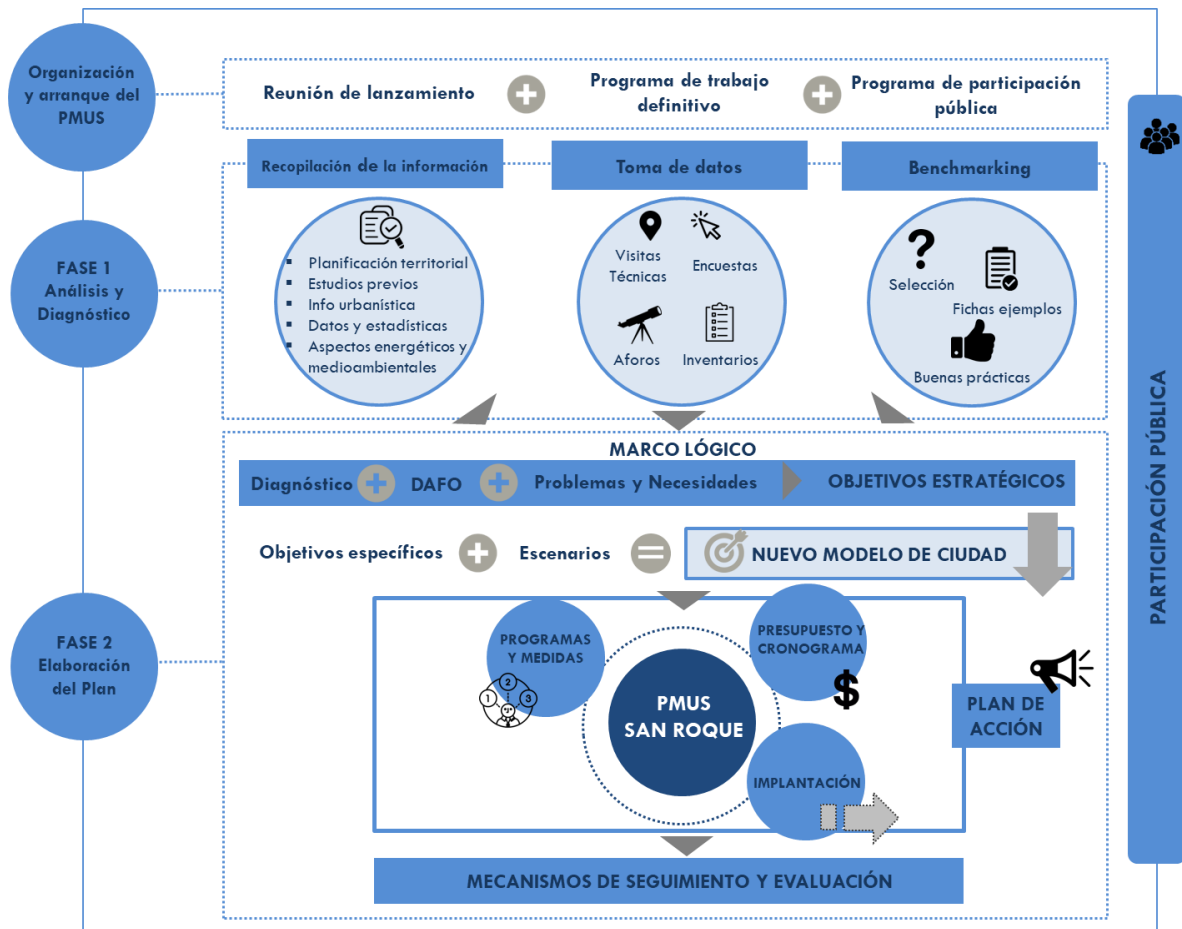 Organización
y arranque del
PMUS
Reunión de lanzamiento
Programa de trabajo
definitivo
Programa de participación
pública
Recopilación de la información
Toma de datos
Benchmarking
FASE 1
Análisis y
Diagnóstico
Planificación territorial
Estudios previos
Info urbanística
Datos y estadísticas
Aspectos energéticos y
medioambientales
Visitas
Técnicas
Encuestas
Aforos
Inventarios
?
Selección
Fichas ejemplos
Buenas prácticas
MARCO LÓGICO
Diagnóstico
DAFO
Problemas y Necesidades
OBJETIVOS ESTRATÉGICOS
Objetivos específicos
Escenarios
NUEVO MODELO DE CIUDAD
FASE 2
Elaboración
del Plan
PROGRAMAS
Y MEDIDAS
1
2
3
PRESUPUESTO Y
CRONOGRAMA
$
PMUS
SAN ROQUE
IMPLANTACIÓN
PLAN DE
ACCIÓN
MECANISMOS DE SEGUIMIENTO Y EVALUACIÓN
PARTICIPACIÓN PÚBLICA